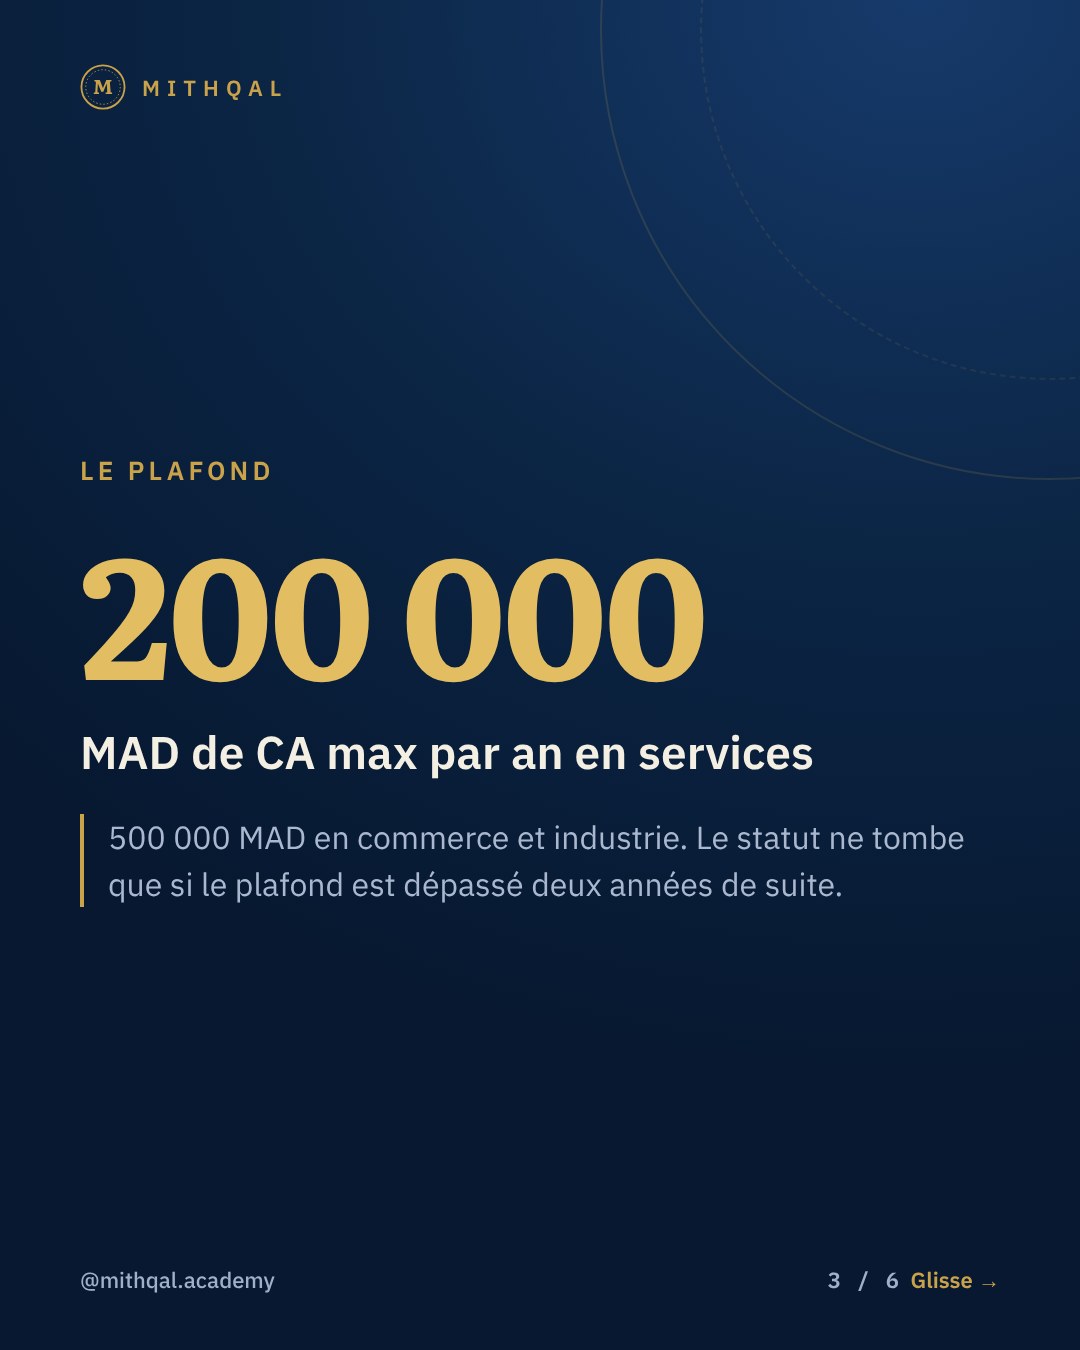 M MITHQAL
LE PLAFOND
200 000
MAD de CA max par an en services
500 000 MAD en commerce et industrie. Le statut ne tombe
que si le plafond est dépassé deux années de suite.
@mithqal.academy
3 / 6 Glisse →